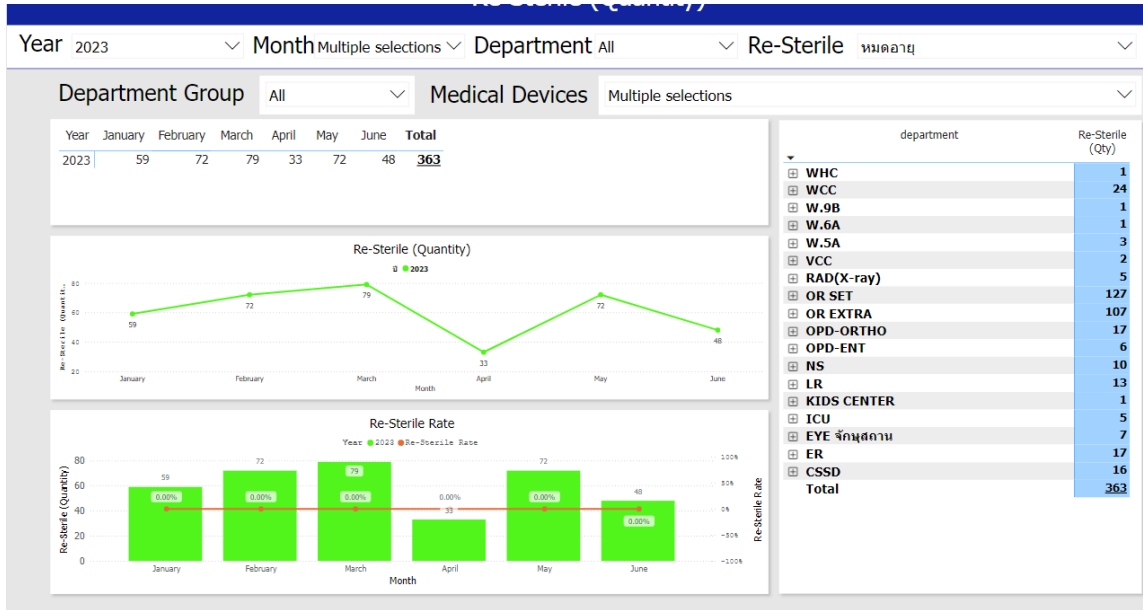 Re-Sterile (Quantity)
Year 2023 Month Multiple selections Department All Re-Sterile หมดอายุ
Department Group All Medical Devices Multiple selections
Year January February March April May June Total
2023 59 72 79 33 72 48 363
Re-Sterile (Quantity)
ปี 2023
Re-Sterile (Quantit..
80
60
40
20
59
72
79
33
72
48
January February March April May June
Month
Re-Sterile Rate
Year 2023 Re-Sterile Rate
Re-Sterile (Quantity)
80
60
40
20
0
59 72 79 33 72 48
0.00% 0.00% 0.00% 0.00% 0.00% 0.00%
100%
50%
0%
-50%
-100%
Re-Sterile Rate
January February March April May June
Month
department Re-Sterile (Qty)
WHC 1
WCC 24
W.9B 1
W.6A 1
W.5A 3
VCC 2
RAD(X-ray) 5
OR SET 127
OR EXTRA 107
OPD-ORTHO 17
OPD-ENT 6
NS 10
LR 13
KIDS CENTER 1
ICU 5
EYE จักษุสถาน 7
ER 17
CSSD 16
Total 363